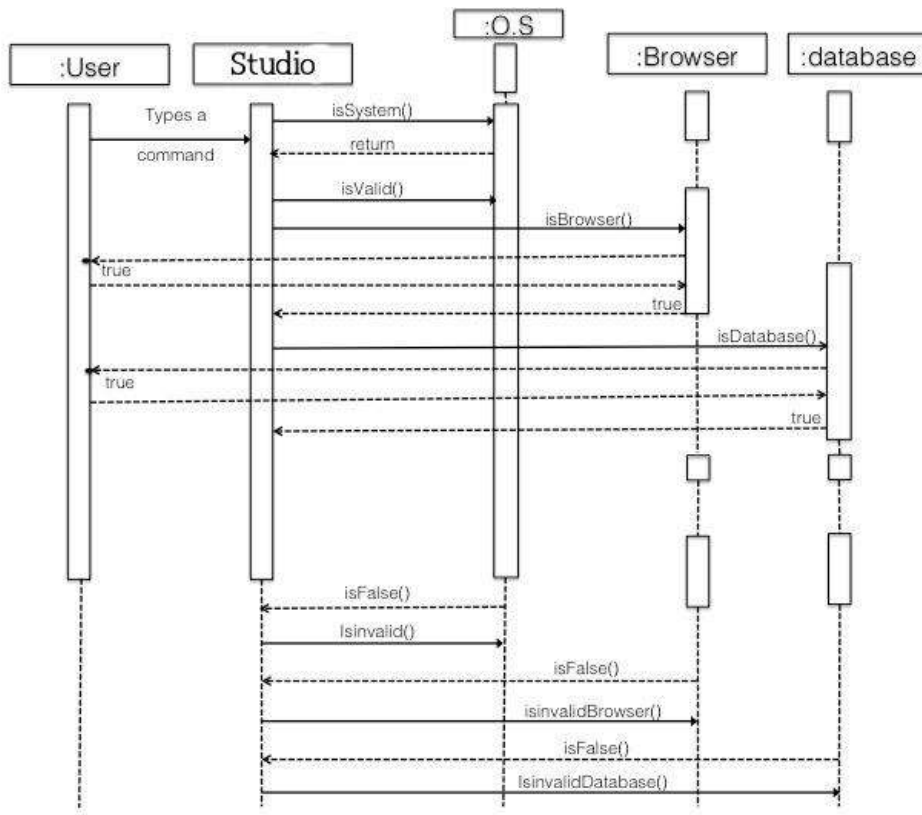 :O.S
:User
Studio
:Browser
:database
Types a
command
isSystem()
return
isValid()
isBrowser()
true
true
isDatabase()
true
true
isFalse()
Isinvalid()
isFalse()
isinvalidBrowser()
isFalse()
IsinvalidDatabase()